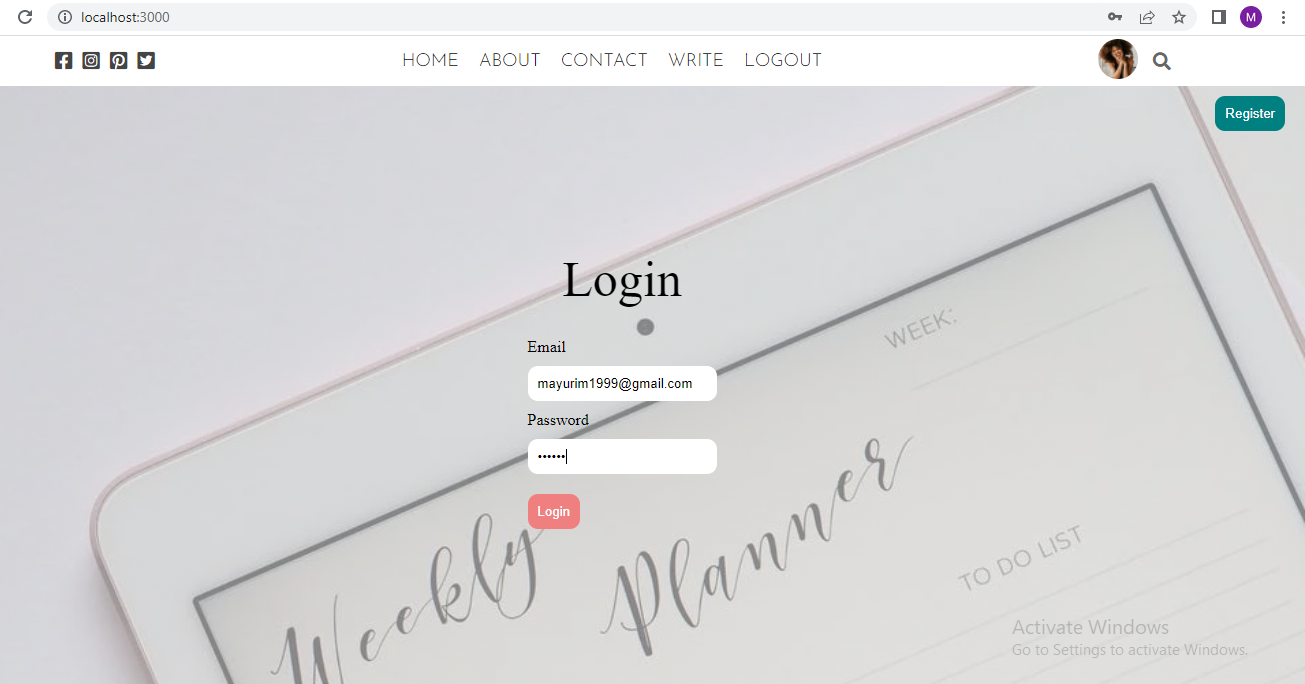 localhost:3000
M
HOME ABOUT CONTACT WRITE LOGOUT
Register
Login
WEEK:
Email
mayurim1999@gmail.com
Password
••••••
Login
Weekly Planner
TO DO LIST
Activate Windows
Go to Settings to activate Windows.